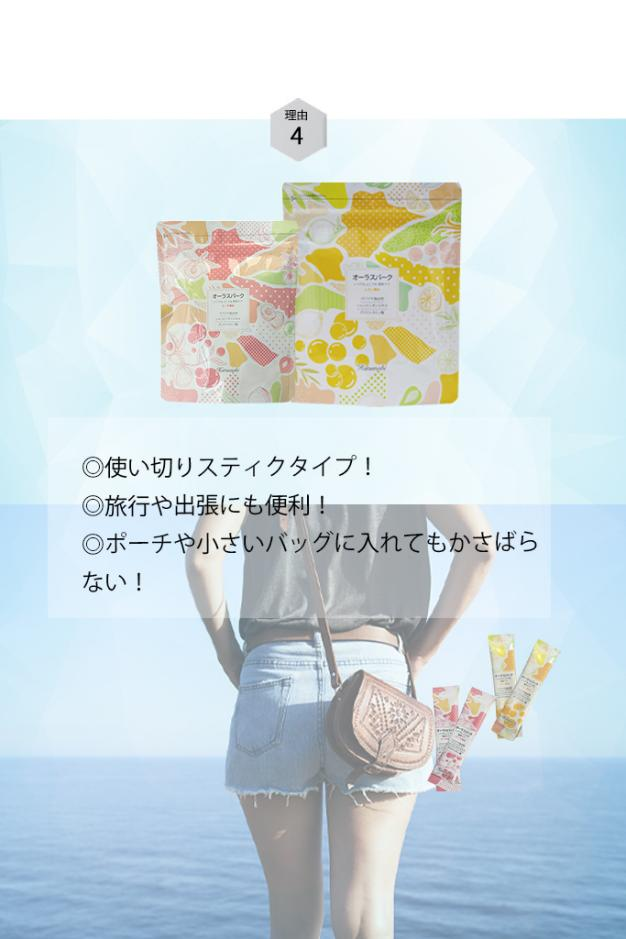 理由
4
オーラスパーク
オーラスパーク
◎使い切りスティクタイプ！
◎旅行や出張にも便利！
◎ポーチや小さいバッグに入れてもかさばら
ない！